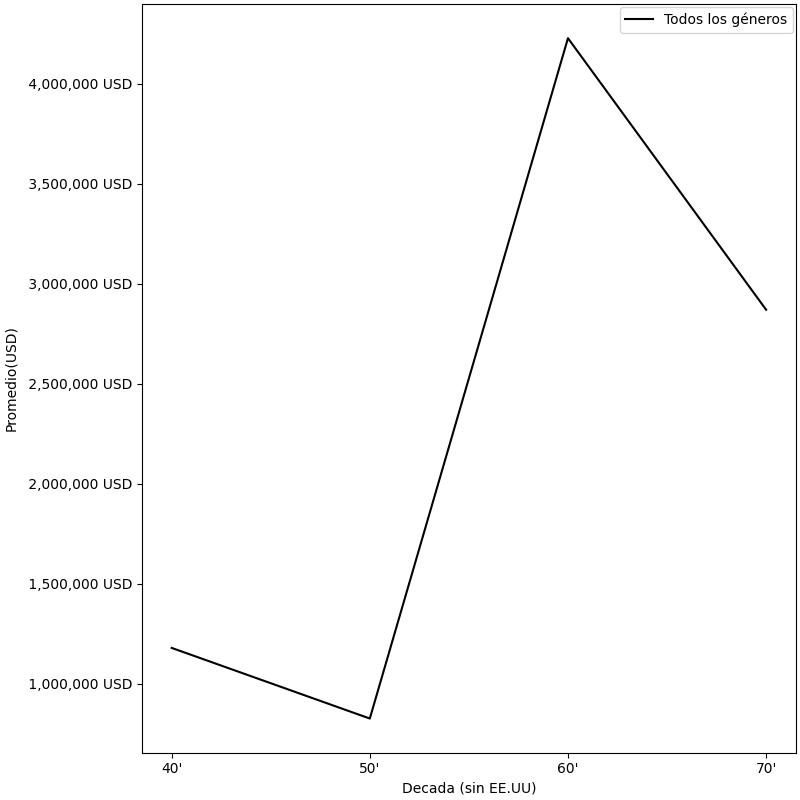 Todos los géneros
4,000,000 USD
3,500,000 USD
3,000,000 USD
2,500,000 USD
2,000,000 USD
1,500,000 USD
1,000,000 USD
Promedio(USD)
40' 50' 60' 70'
Decada (sin EE.UU)